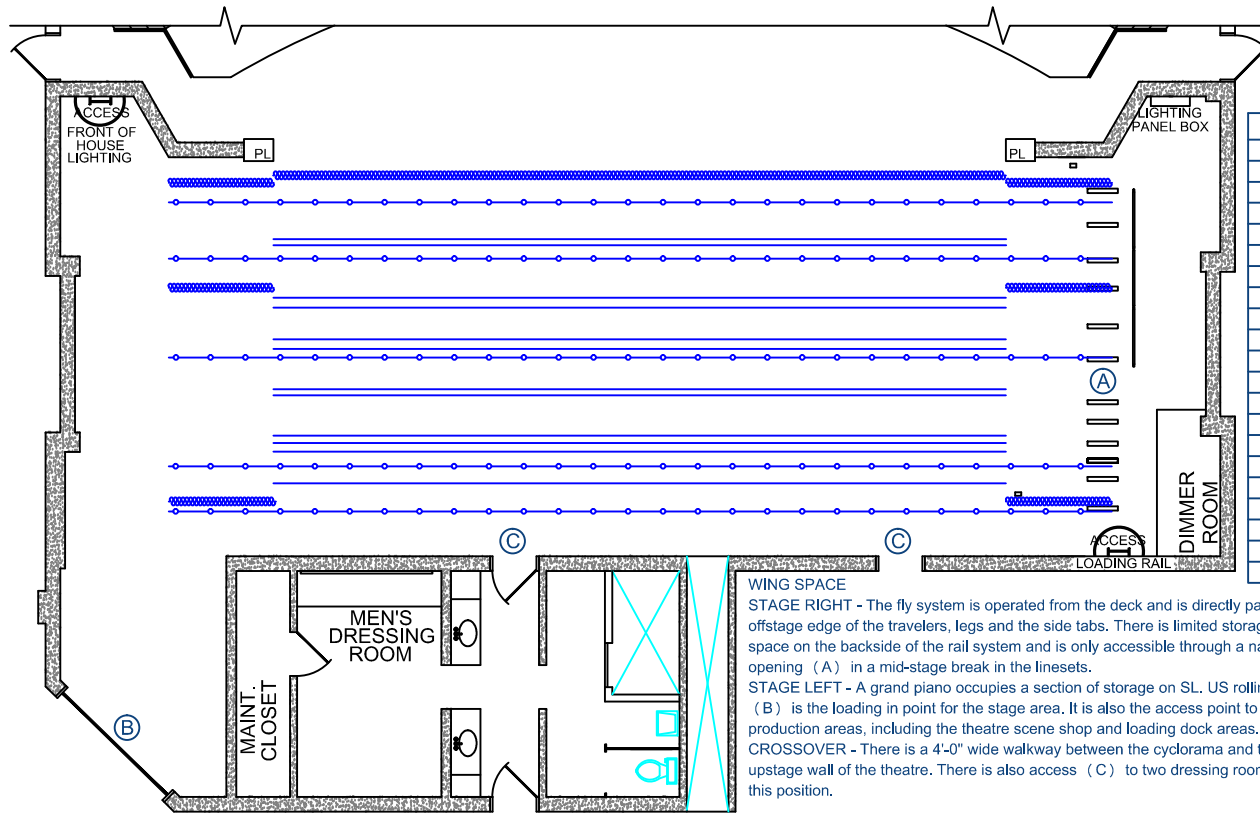 ACCESS
FRONT OF
HOUSE
LIGHTING
PL
PL
LIGHTING
PANEL BOX
A
DIMMER
ROOM
C
C
ACCESS
LOADING RAIL
MEN'S
DRESSING
ROOM
MAINT.
CLOSET
B
WING SPACE
STAGE RIGHT - The fly system is operated from the deck and is directly
offstage edge of the travelers, legs and the side tabs. There is limited
space on the backside of the rail system and is only accessible through a
opening (A) in a mid-stage break in the linesets.
STAGE LEFT - A grand piano occupies a section of storage on SL. US
(B) is the loading in point for the stage area. It is also the access point to
production areas, including the theatre scene shop and loading dock areas.
CROSSOVER - There is a 4'-0" wide walkway between the cyclorama and
upstage wall of the theatre. There is also access (C) to two dressing
this position.